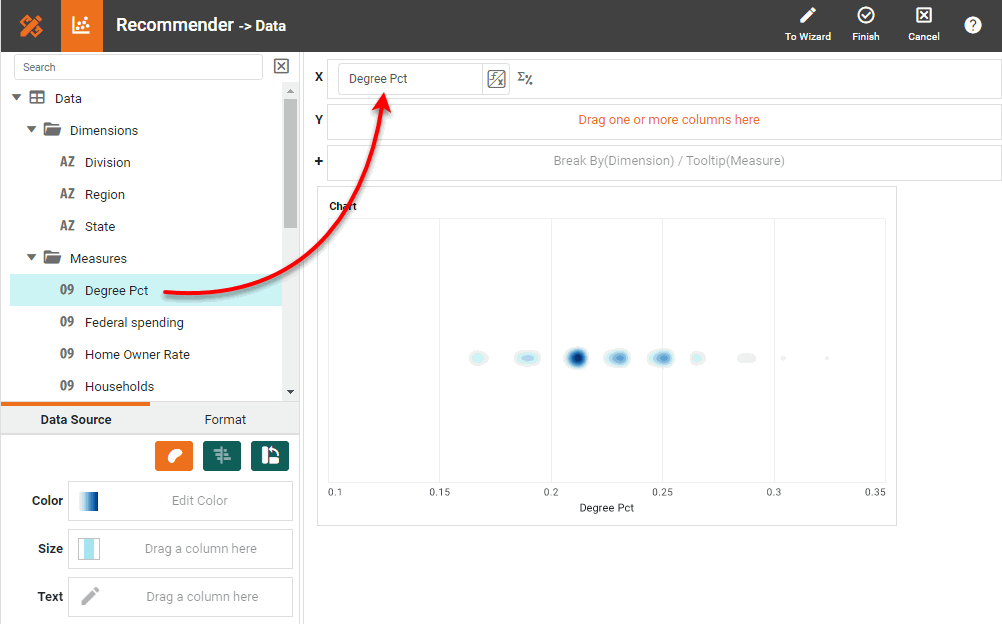 Recommender -> Data
To Wizard
Finish
Cancel
?
Search
Data
Dimensions
AZ Division
AZ Region
AZ State
Measures
09 Degree Pct
09 Federal spending
09 Home Owner Rate
09 Households
Data Source
Format
Color
Edit Color
Size
Drag a column here
Text
Drag a column here
X
Degree Pct
Σ%
Y
Drag one or more columns here
+
Break By(Dimension) / Tooltip(Measure)
Chart
0.1 0.15 0.2 0.25 0.3 0.35
Degree Pct